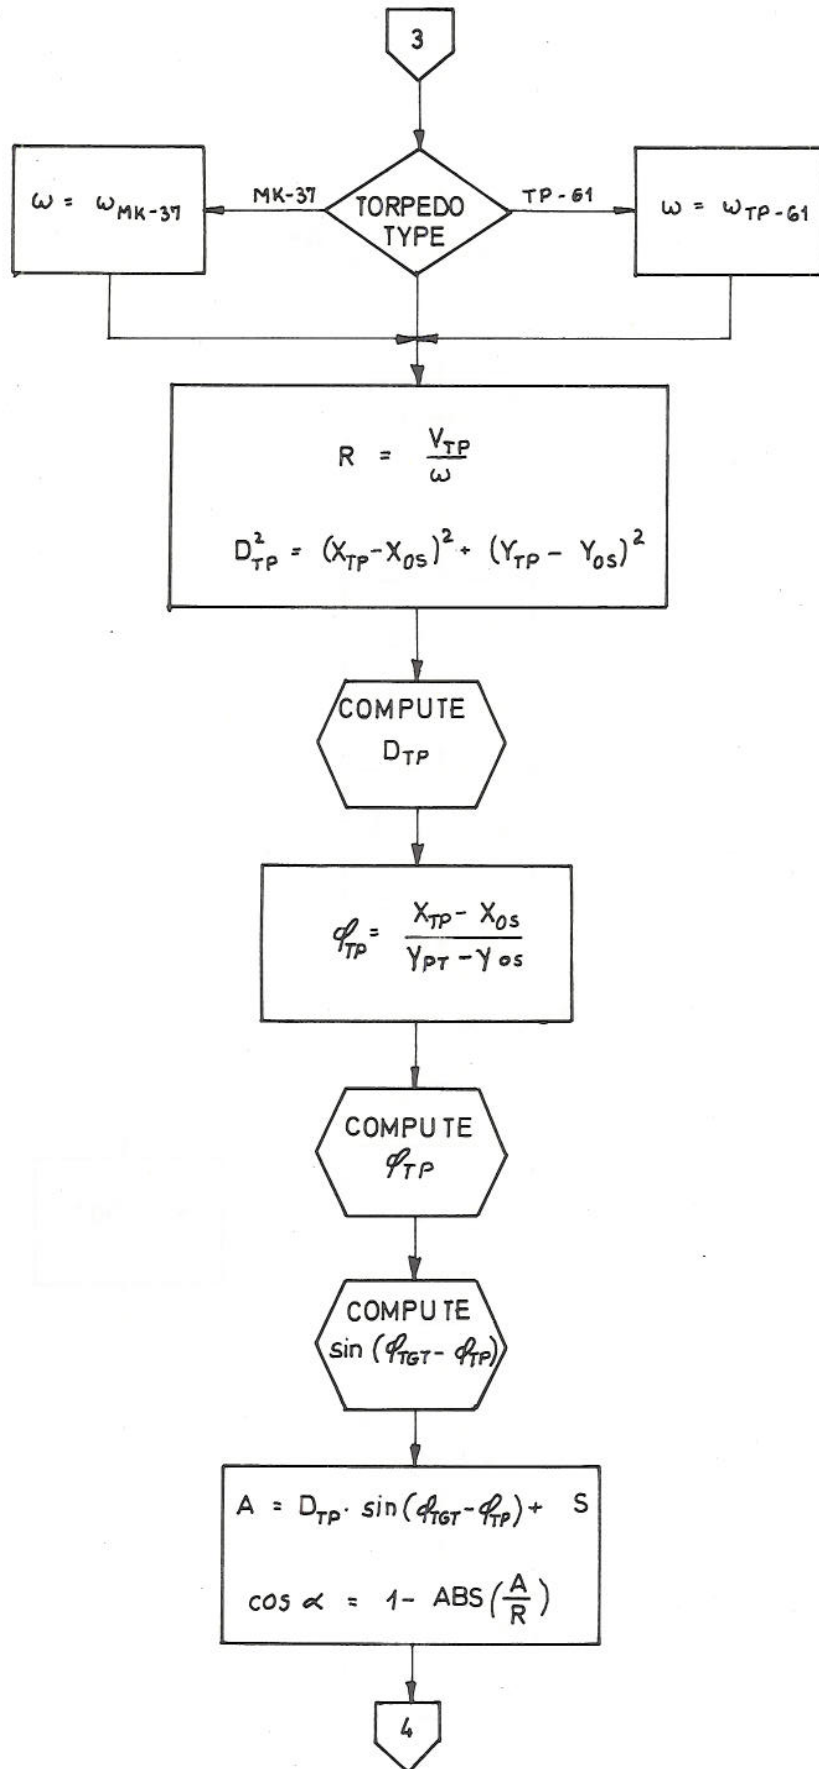 3
MK-37
TP-61
ω = ω_MK-37
TORPEDO
TYPE
ω = ω_TP-61
R = V_TP / ω
D²_TP = (X_TP - X_OS)² + (Y_TP - Y_OS)²
COMPUTE
D_TP
φ_TP = (X_TP - X_OS) / (Y_PT - Y_OS)
COMPUTE
φ_TP
COMPUTE
sin (φ_TGT - φ_TP)
A = D_TP · sin(φ_TGT - φ_TP) + S
cos α = 1 - ABS(A/R)
4